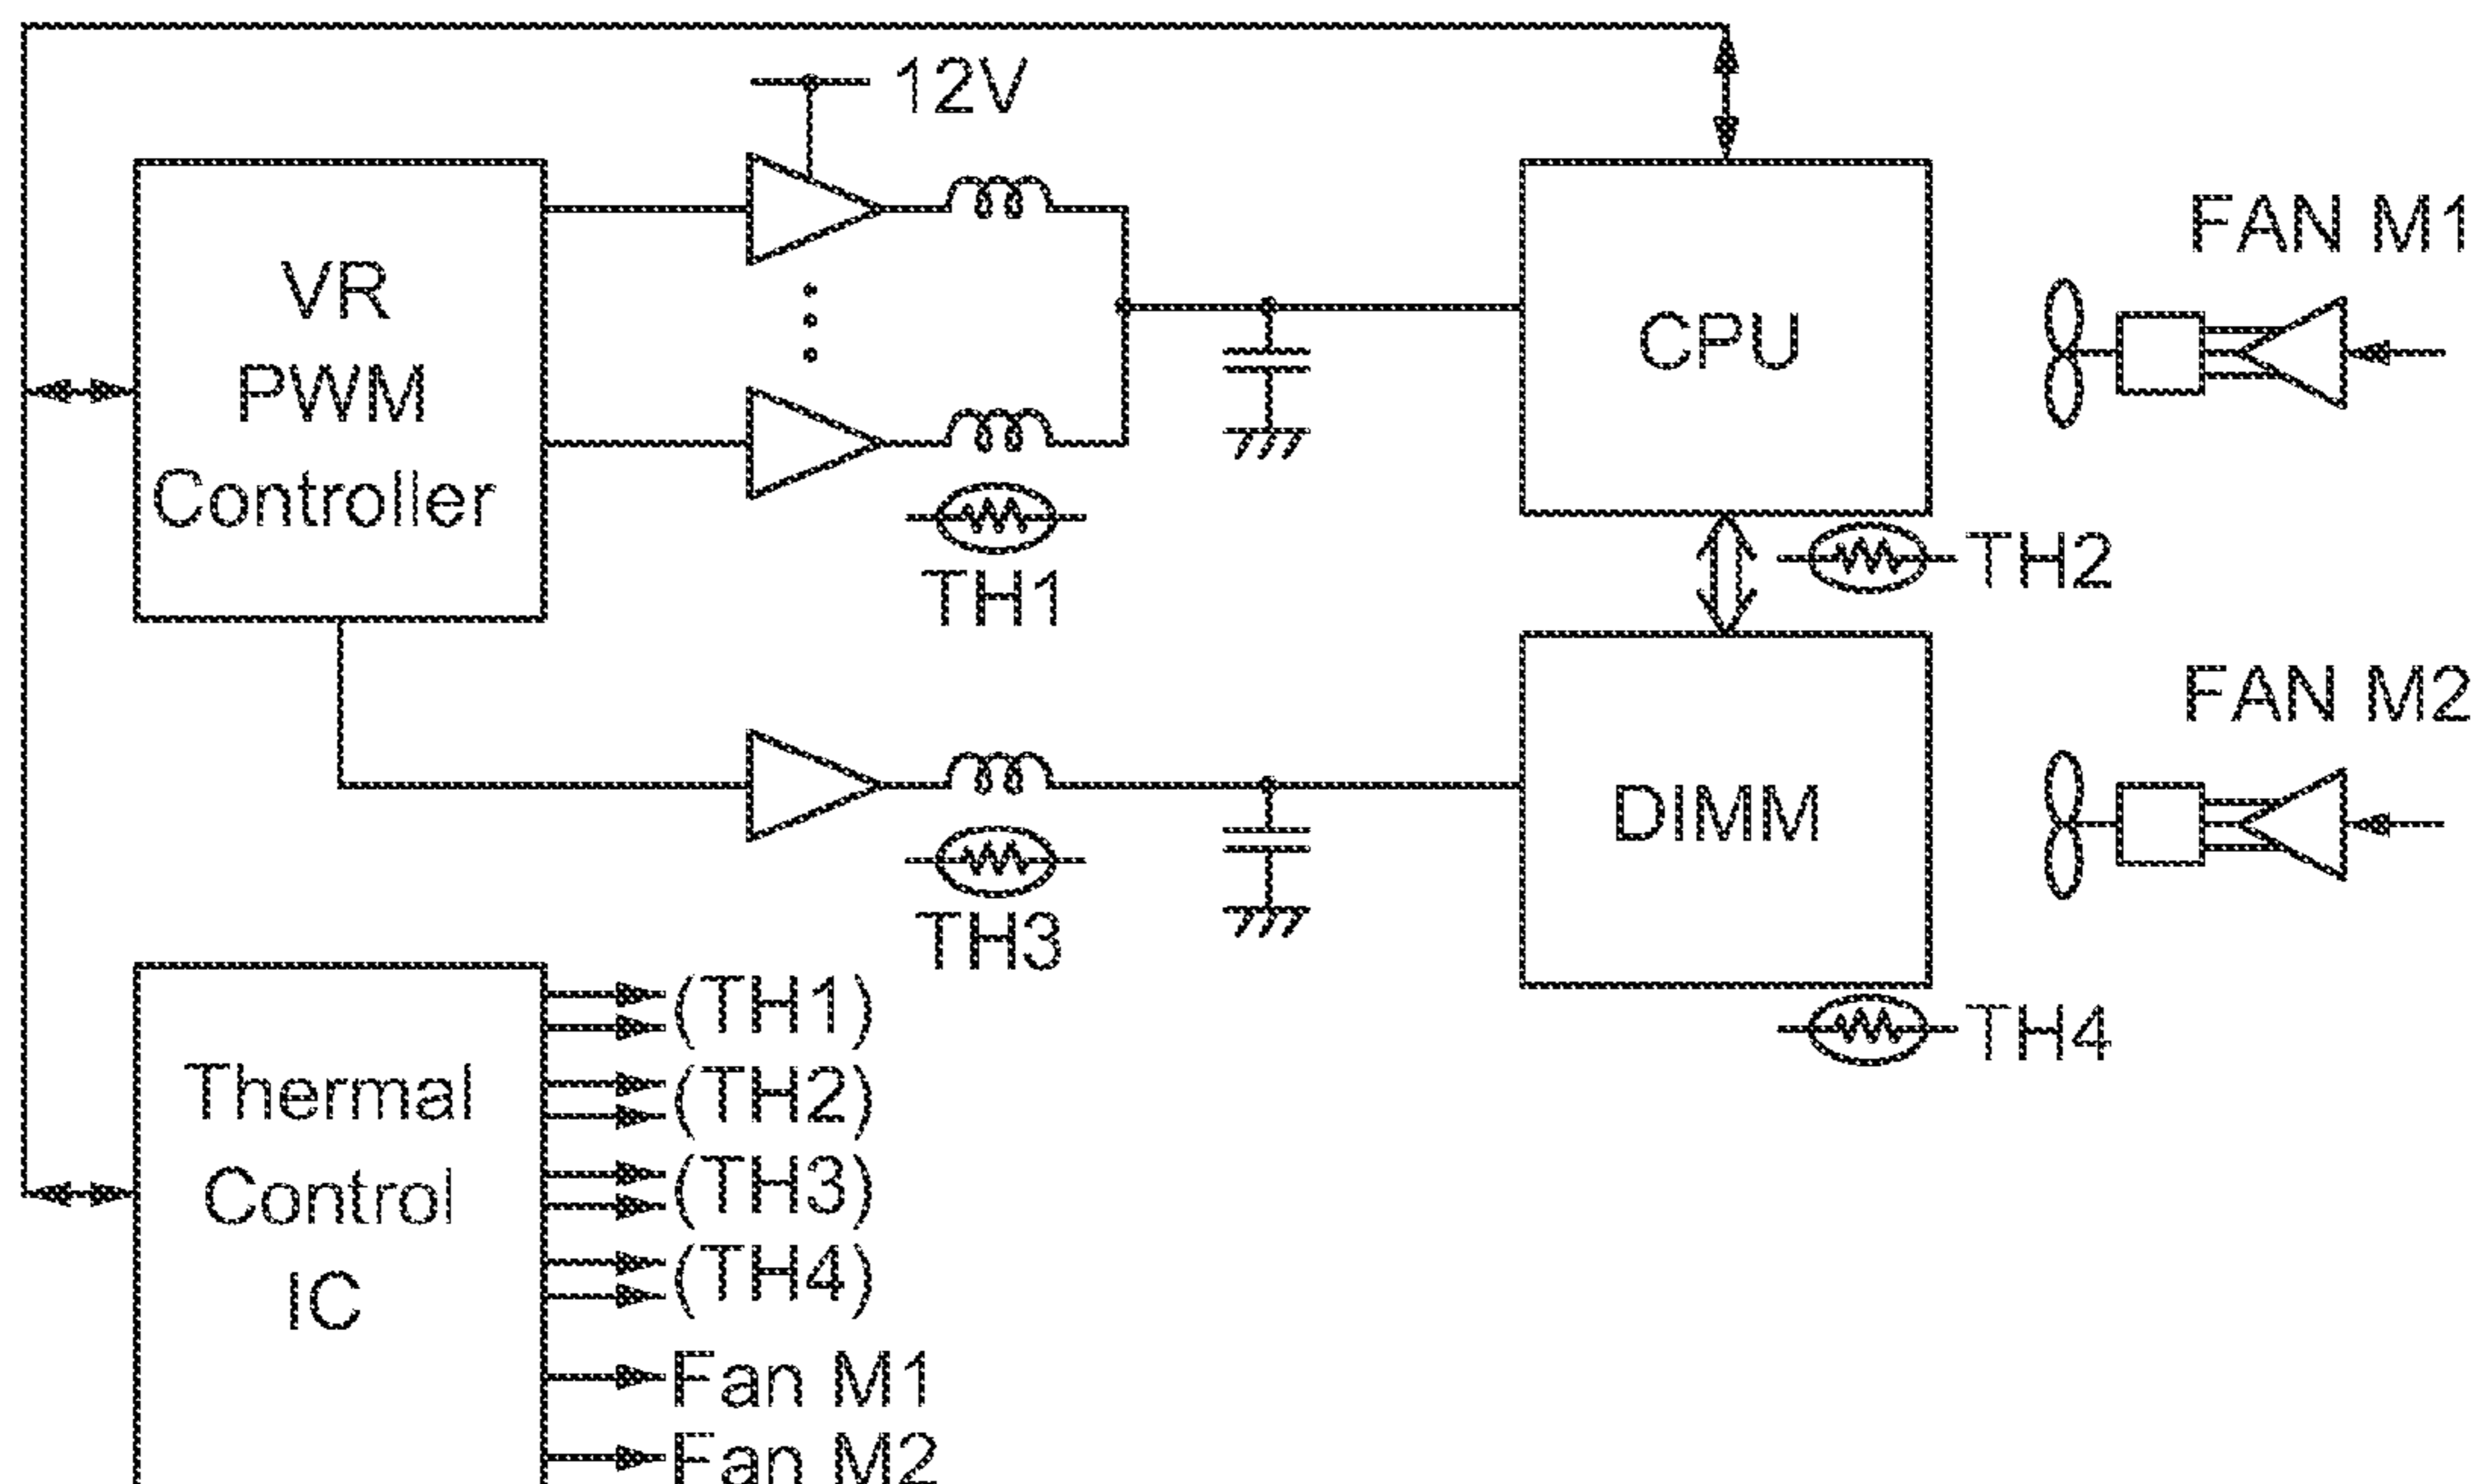 12V
VR
PWM
Controller
CPU
FAN M1
TH1
TH2
FAN M2
DIMM
TH3
TH4
Thermal
Control
IC
(TH1)
(TH2)
(TH3)
(TH4)
Fan M1
Fan M2